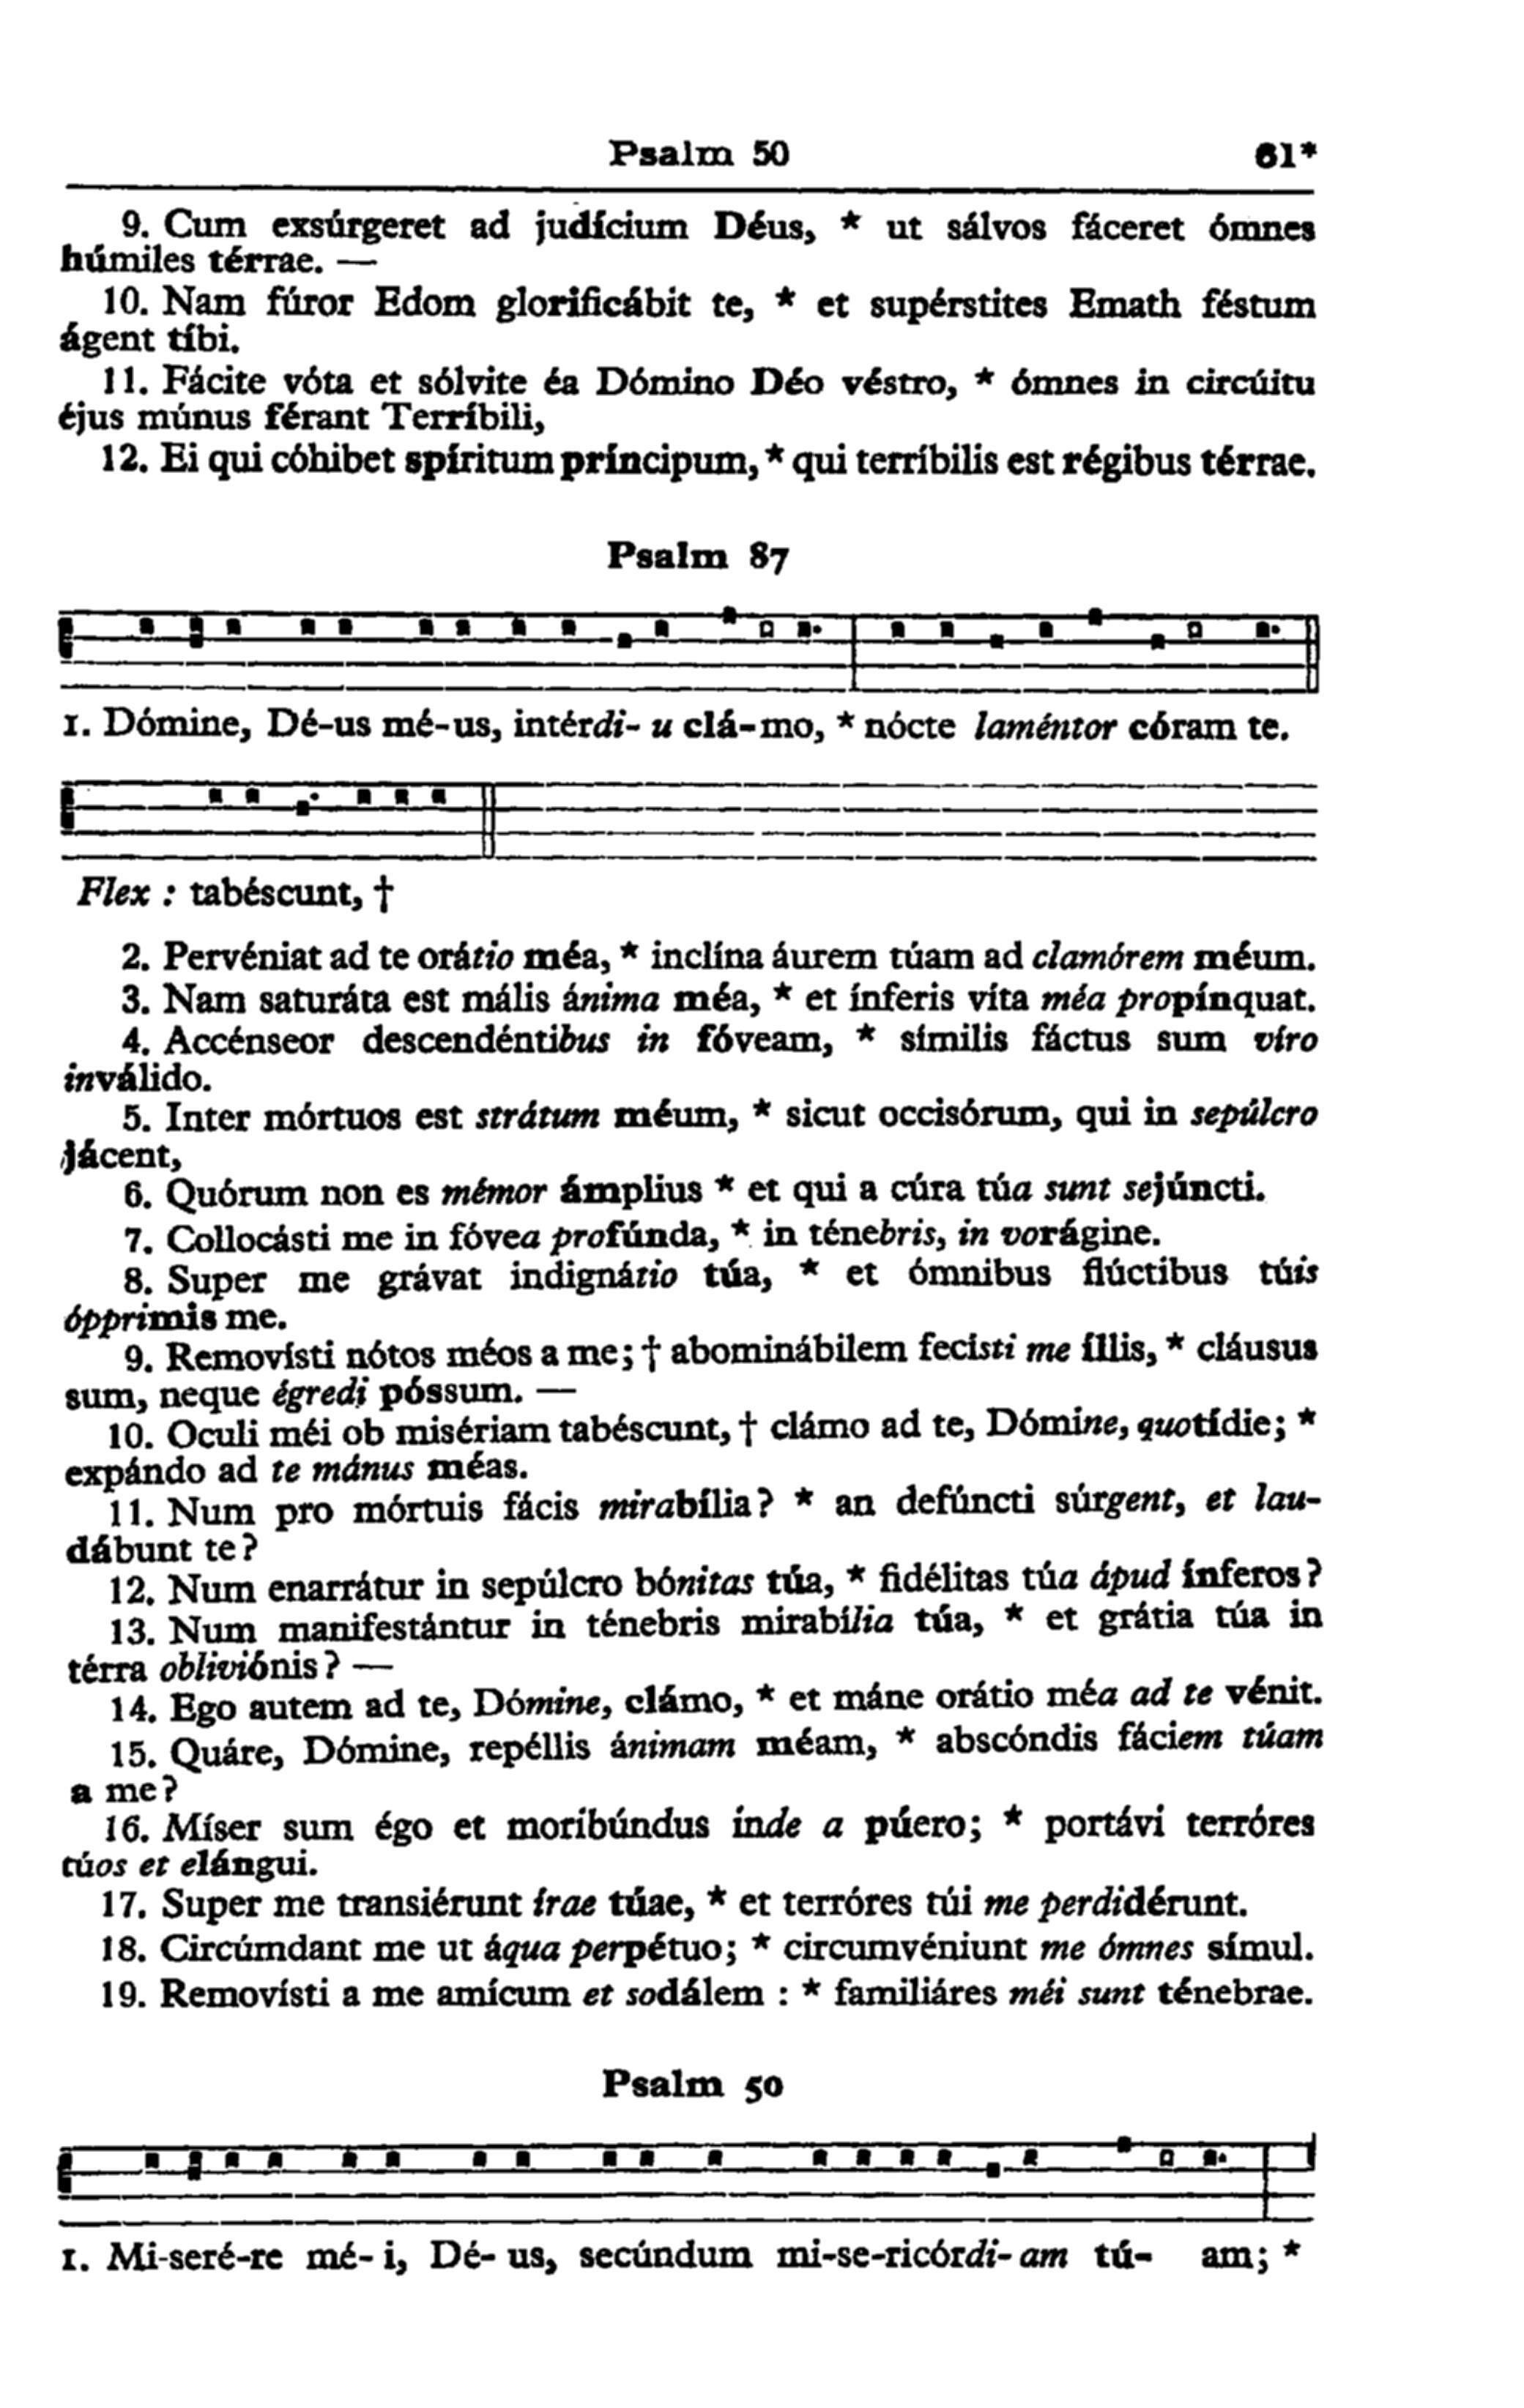 Psalm 50 61*
9. Cum exsúrgeret ad judícium Déus, * ut sálvos fáceret ómnes
húmiles térrae. —
10. Nam fúror Edom glorificábit te, * et supérstites Emath féstum
ágent tíbi.
11. Fácite vóta et sólvite éa Dómino Déo véstro, * ómnes in circúitu
éjus múnus férant Terríbili,
12. Ei qui cóhibet spíritum príncipum, * qui terríbilis est régibus térrae.
Psalm 87
1. Dómine, Dé-us mé-us, intérdi- u clá-mo, * nócte laméntor córam te.
Flex : tabéscunt, †
2. Pervéniat ad te orátio méa, * inclína áurem túam ad clamórem méum.
3. Nam saturáta est mális ánima méa, * et ínferis víta méa propínquat.
4. Accénseor descendéntibus in fóveam, * símilis fáctus sum víro
inválido.
5. Inter mórtuos est strátum méum, * sicut occisórum, qui in sepúlcro
jácent,
6. Quórum non es mémor ámplius * et qui a cúra túa sunt sejúncti.
7. Collocásti me in fóvea profúnda, * in ténebris, in vorágine.
8. Super me grávat indignátio túa, * et ómnibus flúctibus túis
ópprimis me.
9. Removísti nótos méos a me; † abominábilem fecísti me íllis, * cláusus
sum, neque égredi póssum. —
10. Oculi méi ob misériam tabéscunt, † clámo ad te, Dómine, quotídie; *
expándo ad te mánus méas.
11. Num pro mórtuis fácis mirabília? * an defúncti súrgent, et lau-
dábunt te?
12. Num enarrátur in sepúlcro bónitas túa, * fidélitas túa ápud ínferos?
13. Num manifestántur in ténebris mirabília túa, * et grátia túa in
térra obliviónis? —
14. Ego autem ad te, Dómine, clámo, * et máne orátio méa ad te vénit.
15. Quáre, Dómine, repéllis ánimam méam, * abscóndis fáciem túam
a me?
16. Míser sum égo et moribúndus inde a púero; * portávi terróres
túos et elángui.
17. Super me transiérunt írae túae, * et terróres túi me perdidérunt.
18. Circúmdant me ut áqua perpétuo; * circumvéniunt me ómnes símul.
19. Removísti a me amícum et sodálem : * familiáres méi sunt ténebrae.
Psalm 50
1. Mi-seré-re mé- i, Dé- us, secúndum mi-se-ricórdi- am tú- am; *